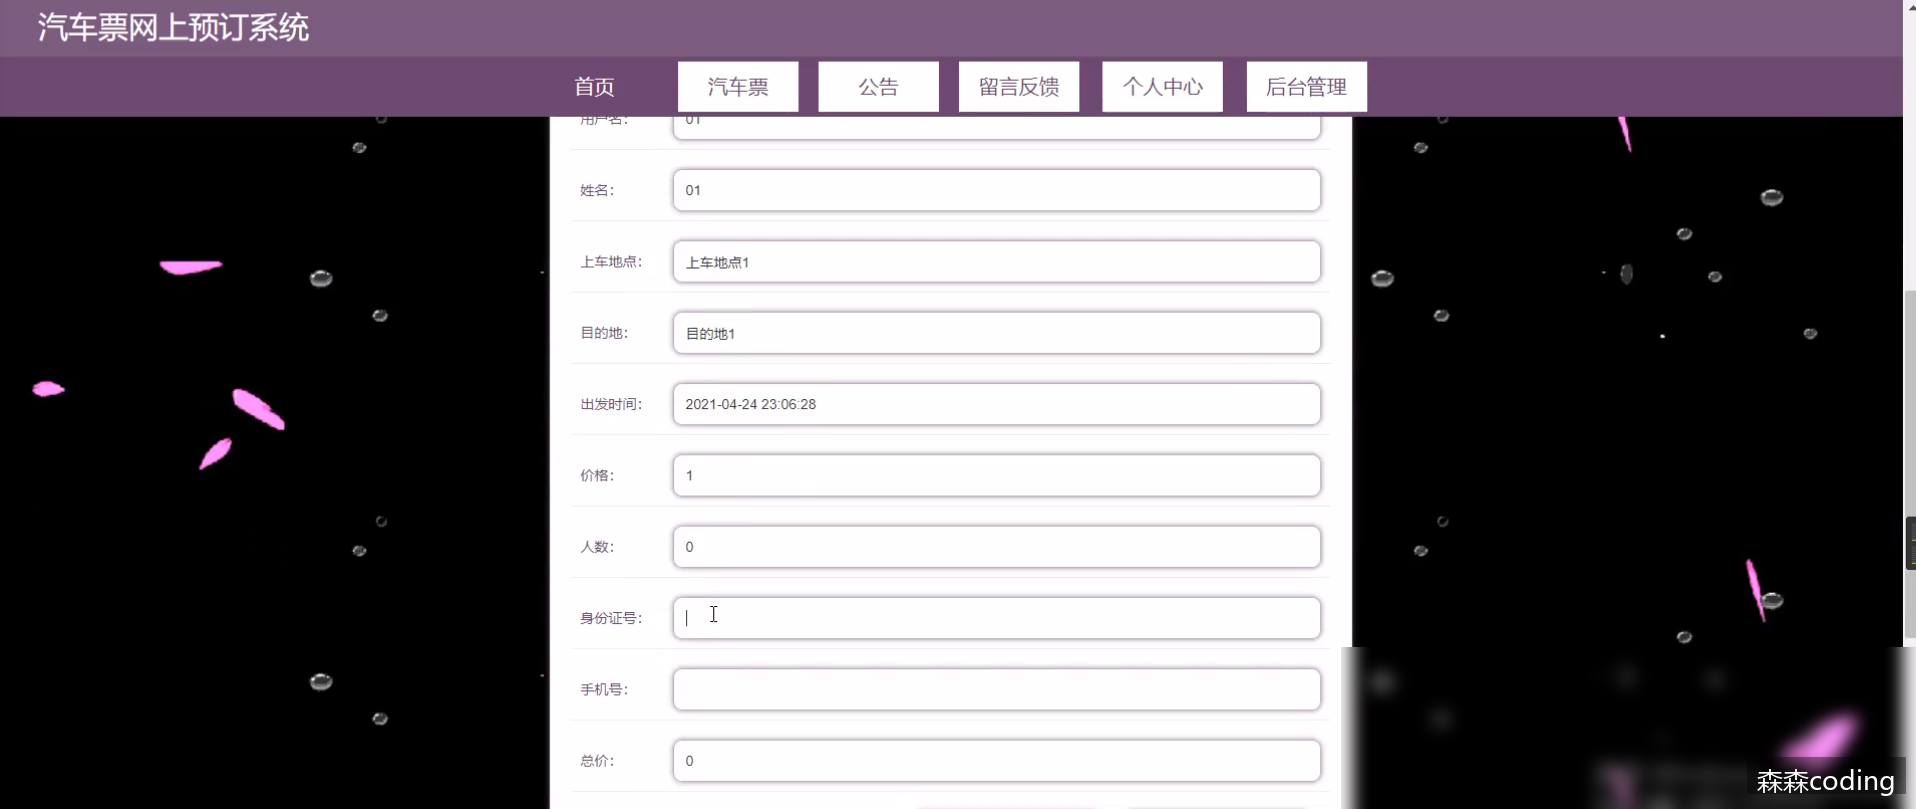 汽车票网上预订系统
首页 汽车票 公告 留言反馈 个人中心 后台管理
用户名: 01
姓名: 01
上车地点: 上车地点1
目的地: 目的地1
出发时间: 2021-04-24 23:06:28
价格: 1
人数: 0
身份证号:
手机号:
总价: 0
森森coding